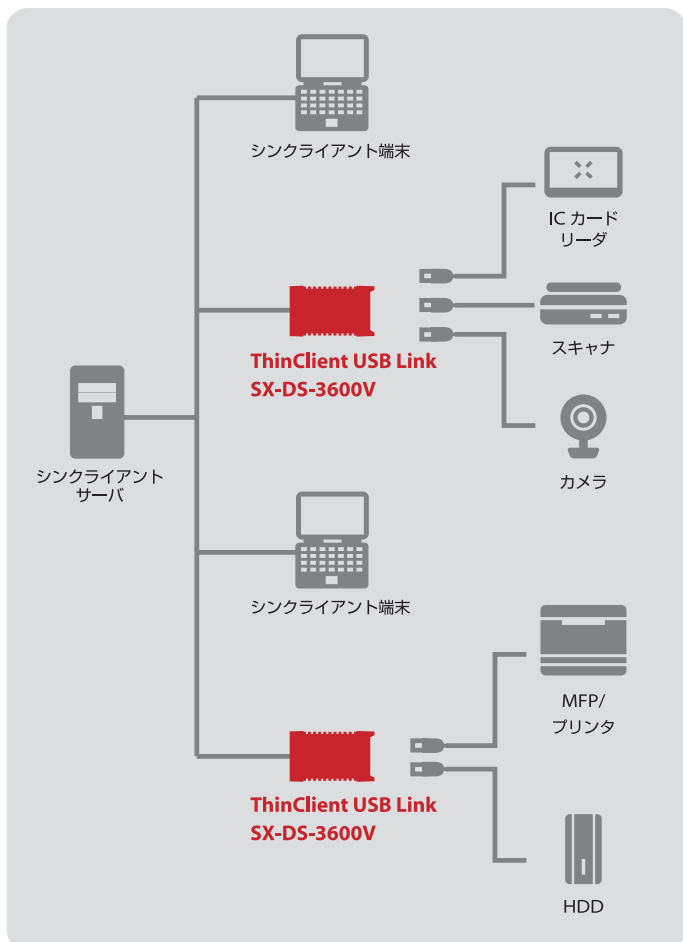 シンクライアント端末
IC カード
リーダ
ThinClient USB Link
SX-DS-3600V
スキャナ
シンクライアント
サーバ
カメラ
シンクライアント端末
MFP/
プリンタ
ThinClient USB Link
SX-DS-3600V
HDD